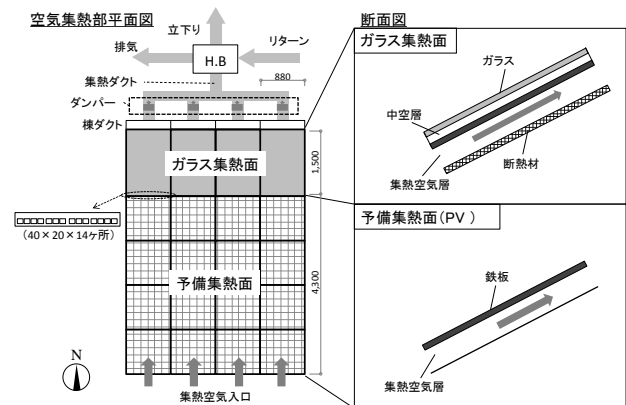 空気集熱部平面図
立下り
排気
リターン
H.B
集熱ダクト
880
ダンパー
棟ダクト
ガラス集熱面
1,500
(40×20×14ヶ所)
予備集熱面
4,300
N
集熱空気入口
断面図
ガラス集熱面
ガラス
中空層
断熱材
集熱空気層
予備集熱面(PV )
鉄板
集熱空気層